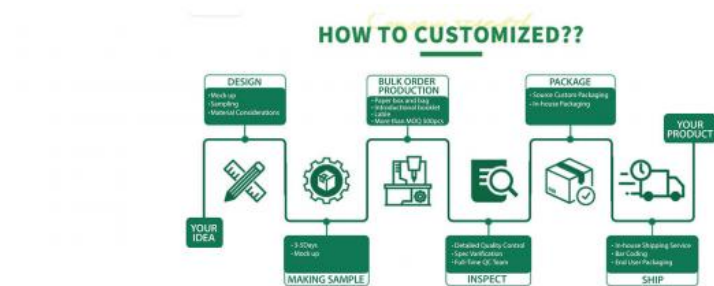 HOW TO CUSTOMIZED??
DESIGN
• Mock up
• Sampling
• Material Considerations
BULK ORDER
PRODUCTION
• Paper box and bag
• Introductional booklet
• Lable
• More than MOQ 500pcs
PACKAGE
• Source Custom Packaging
• In-house Packaging
YOUR
PRODUCT
YOUR
IDEA
• 3-5Days
• Mock up
MAKING SAMPLE
• Detailed Quality Control
• Spec Verification
• Full-Time QC Team
INSPECT
• In-house Shipping Service
• Bar Coding
• End User Packaging
SHIP